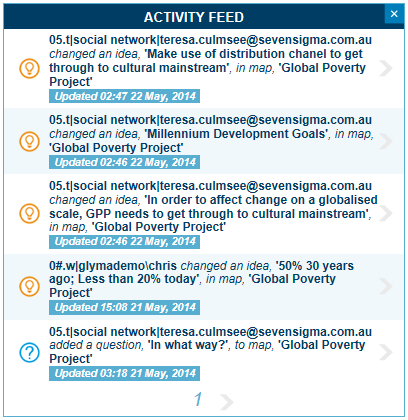 ACTIVITY FEED ×
05.t|social network|teresa.culmsee@sevensigma.com.au
changed an idea, 'Make use of distribution chanel to get
through to cultural mainstream', in map, 'Global Poverty
Project'
Updated 02:47 22 May, 2014
05.t|social network|teresa.culmsee@sevensigma.com.au
changed an idea, 'Millennium Development Goals', in map,
'Global Poverty Project'
Updated 02:46 22 May, 2014
05.t|social network|teresa.culmsee@sevensigma.com.au
changed an idea, 'In order to affect change on a globalised
scale, GPP needs to get through to cultural mainstream',
in map, 'Global Poverty Project'
Updated 02:46 22 May, 2014
0#.w|glymademo\chris changed an idea, '50% 30 years
ago; Less than 20% today', in map, 'Global Poverty
Project'
Updated 15:08 21 May, 2014
05.t|social network|teresa.culmsee@sevensigma.com.au
added a question, 'In what way?', to map, 'Global Poverty
Project'
Updated 03:18 21 May, 2014
1